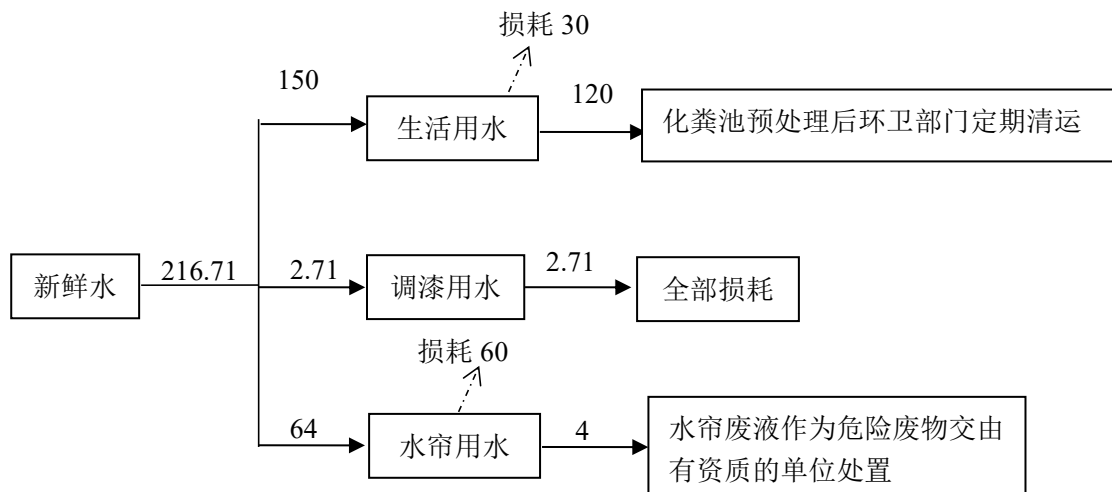 损耗 30
150
生活用水
120
化粪池预处理后环卫部门定期清运
新鲜水
216.71
2.71
调漆用水
2.71
全部损耗
损耗 60
64
水帘用水
4
水帘废液作为危险废物交由
有资质的单位处置